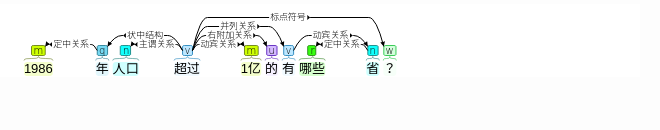 标点符号
并列关系
状中结构 右附加关系 动宾关系
定中关系 主谓关系 动宾关系 定中关系
m q n v m u v r n w
1986 年 人口 超过 1亿 的 有 哪些 省 ？